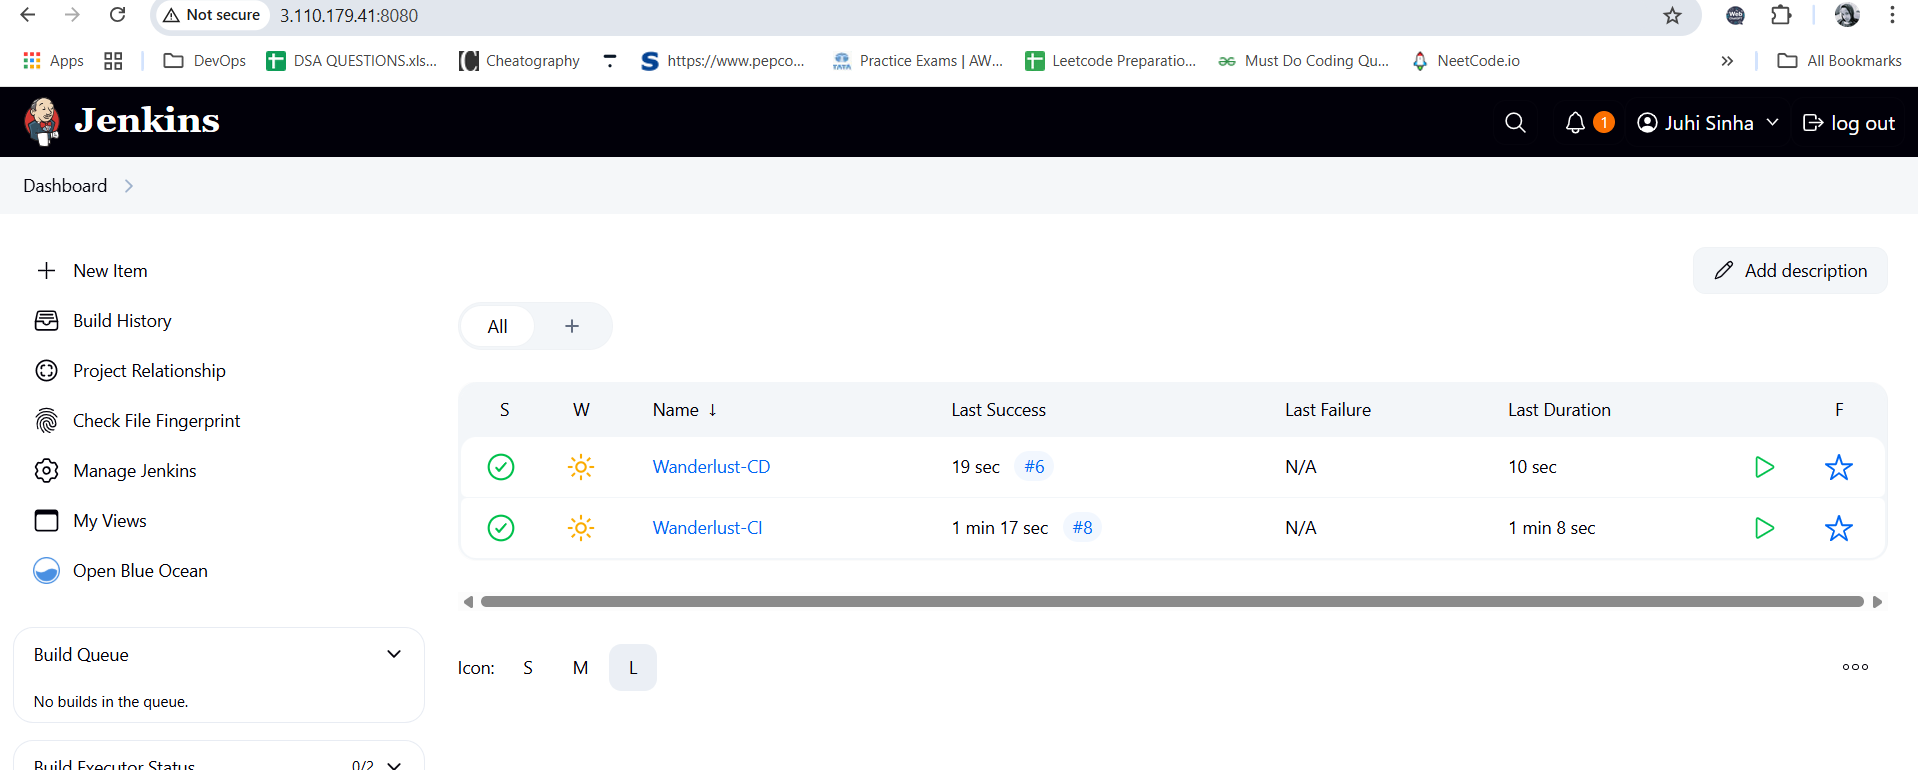 Not secure 3.110.179.41:8080
Apps DevOps DSA QUESTIONS.xls... Cheatography https://www.pepco... Practice Exams | AW... Leetcode Preparatio... Must Do Coding Qu... NeetCode.io » All Bookmarks
Jenkins 1 Juhi Sinha log out
Dashboard
New Item
Build History
Project Relationship
Check File Fingerprint
Manage Jenkins
My Views
Open Blue Ocean
Build Queue
No builds in the queue.
Build Executor Status 0/2
Add description
All +
S W Name ↓ Last Success Last Failure Last Duration F
Wanderlust-CD 19 sec #6 N/A 10 sec
Wanderlust-CI 1 min 17 sec #8 N/A 1 min 8 sec
Icon: S M L